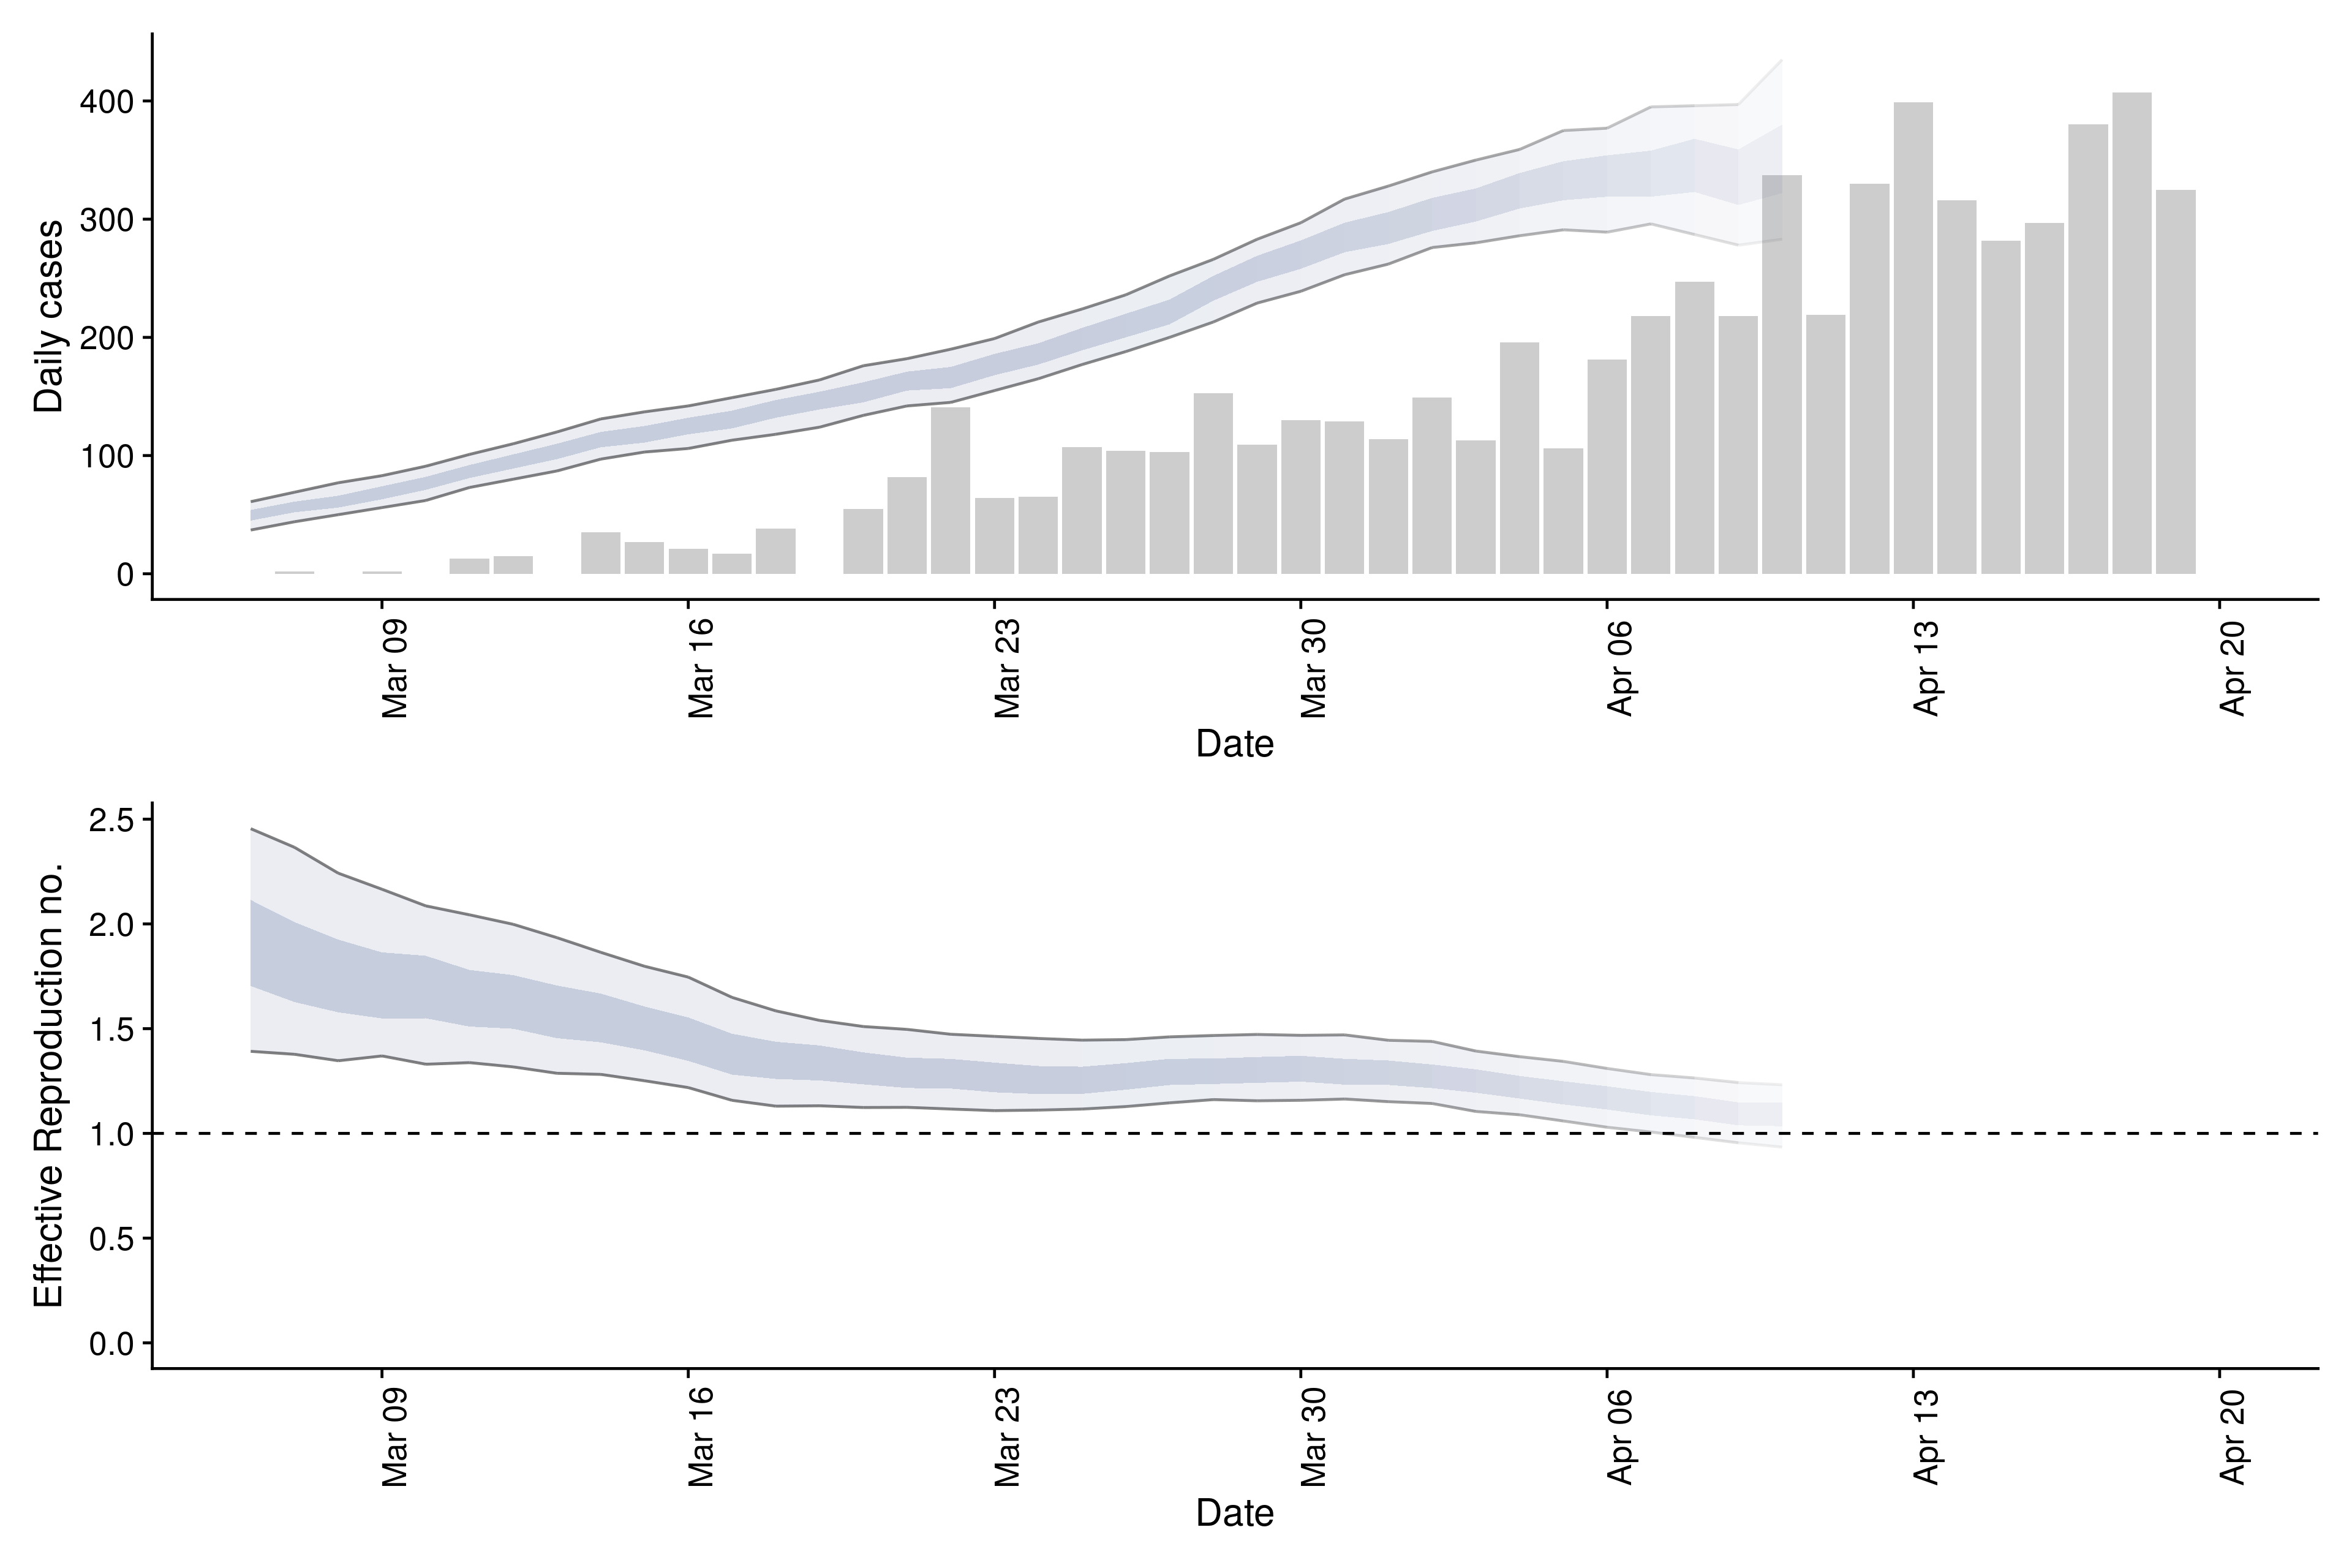 Daily cases
400
300
200
100
0
Mar 09
Mar 16
Mar 23
Mar 30
Apr 06
Apr 13
Apr 20
Date
Effective Reproduction no.
2.5
2.0
1.5
1.0
0.5
0.0
Mar 09
Mar 16
Mar 23
Mar 30
Apr 06
Apr 13
Apr 20
Date